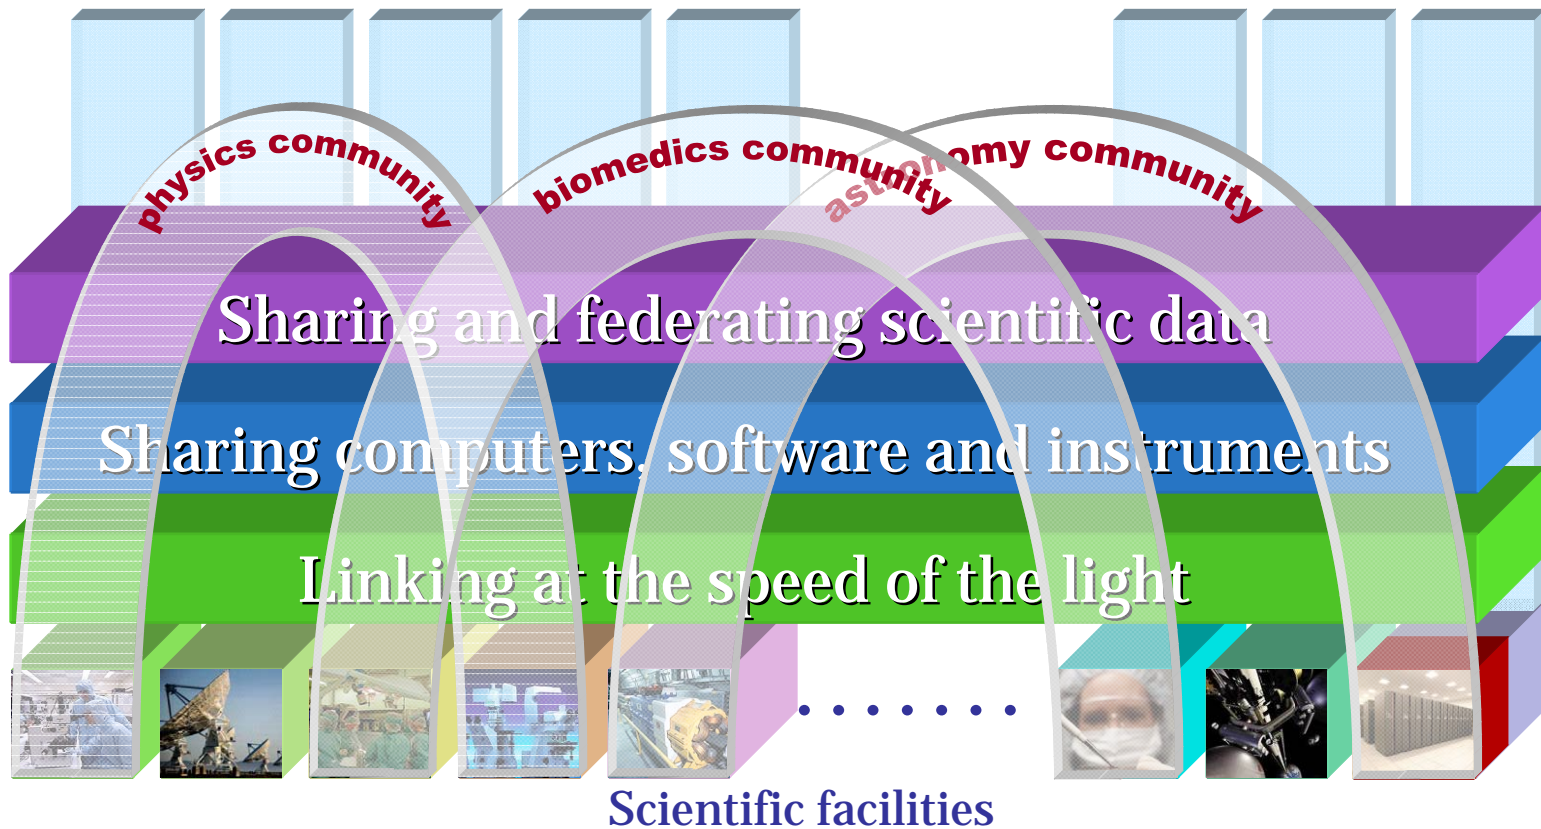 physics community
biomedics community
astronomy community
Sharing and federating scientific data
Sharing computers, software and instruments
Linking at the speed of the light
Scientific facilities